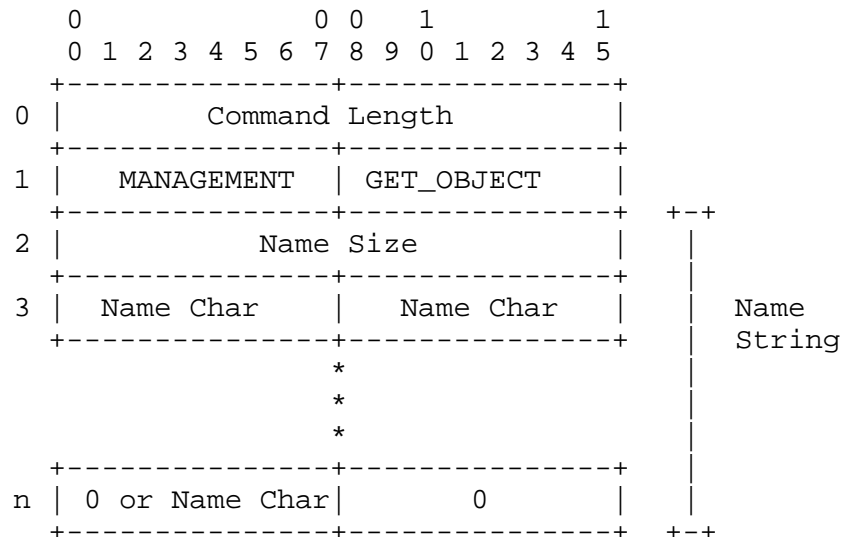 0             0 0   1         1
     0 1 2 3 4 5 6 7 8 9 0 1 2 3 4 5
    +---------------+---------------+
  0 |        Command Length         |
    +---------------+---------------+
  1 |   MANAGEMENT  | GET_OBJECT    |
    +---------------+---------------+  +-+
  2 |           Name Size           |   |
    +---------------+---------------+   |
  3 |  Name Char    |   Name Char   |   |  Name
    +---------------+---------------+   |  String
                    *                   |
                    *                   |
                    *                   |
    +---------------+---------------+   |
  n | 0 or Name Char|       0       |   |
    +---------------+---------------+  +-+